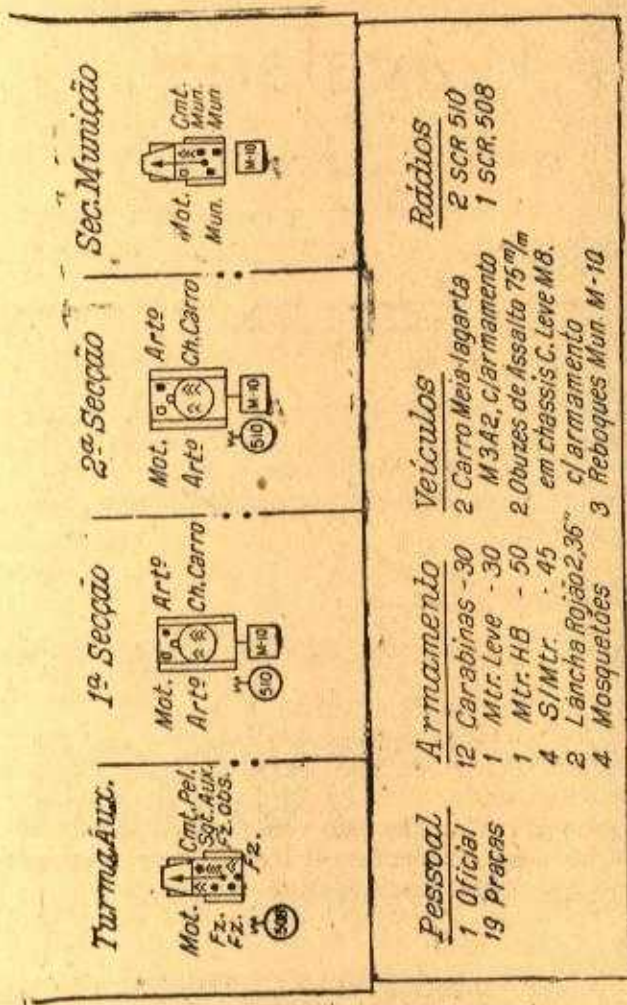 Turma Áux.
Mot.
Fz.
Fz.
Cmt. Pel.
Sgt. Aux.
Fz. Obs.
Fz.
508
1ª Secção
Mot.
Artº
Artº
Ch. Carro
M-10
510
2ª Secção
Mot.
Artº
Artº
Ch. Carro
M-10
510
Sec. Munição
Mot.
Mun.
Cmt.
Mun.
Mun
M-10
Pessoal
1 Oficial
19 Praças
Armamento
12 Carabinas - 30
1 Mtr. Leve - 30
1 Mtr. HB - 50
4 S/Mtr. - 45
2 Lancha Rojão 2,36"
4 Mosquetões
Veículos
2 Carro Meia-lagarta
M3A2, c/armamento
2 Obuzes de Assalto 75 m/m
em chassis C. Leve M8.
c/armamento
3 Reboques Mun. M-10
Rádios
2 SCR 510
1 SCR. 508